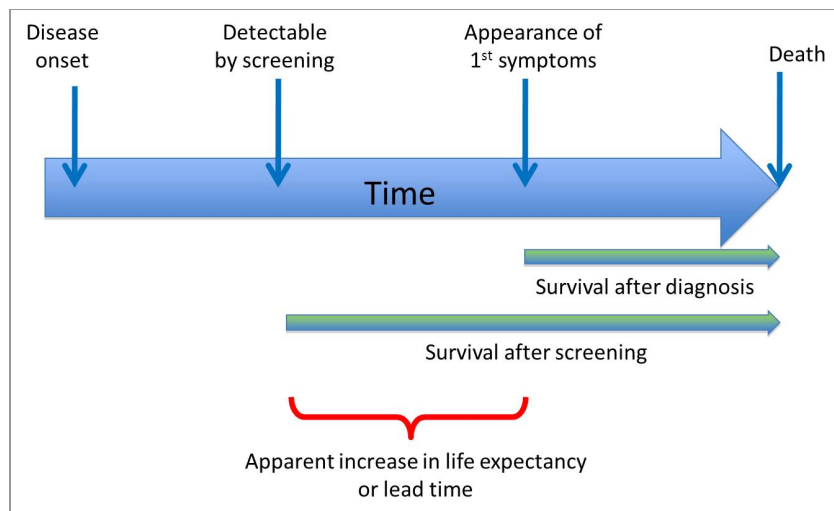 Disease
onset
Detectable
by screening
Appearance of
1st symptoms
Death
Time
Survival after diagnosis
Survival after screening
Apparent increase in life expectancy
or lead time